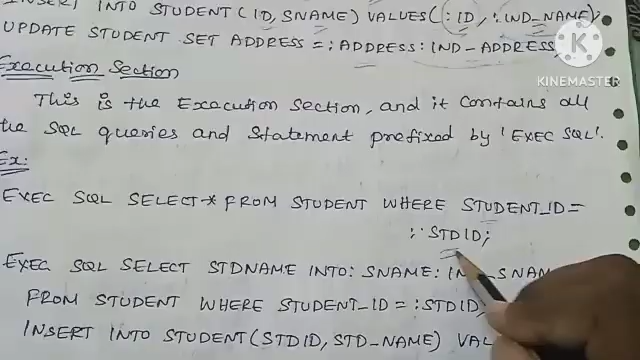 INSERT INTO STUDENT (ID, SNAME) VALUES (:ID, :IND_NAME);
UPDATE STUDENT SET ADDRESS =: ADDRESS: IND-ADDRESS;
Execution Section
KINEMASTER
This is the Execution Section, and it contains all
the SQL queries and statement prefixed by 'EXEC SQL'.
Ex:
EXEC SQL SELECT * FROM STUDENT WHERE STUDENT_ID =
: STDID;
EXEC SQL SELECT STDNAME INTO: SNAME:
FROM STUDENT WHERE STUDENT_ID = :STDID;
INSERT INTO STUDENT (STDID, STD_NAME)